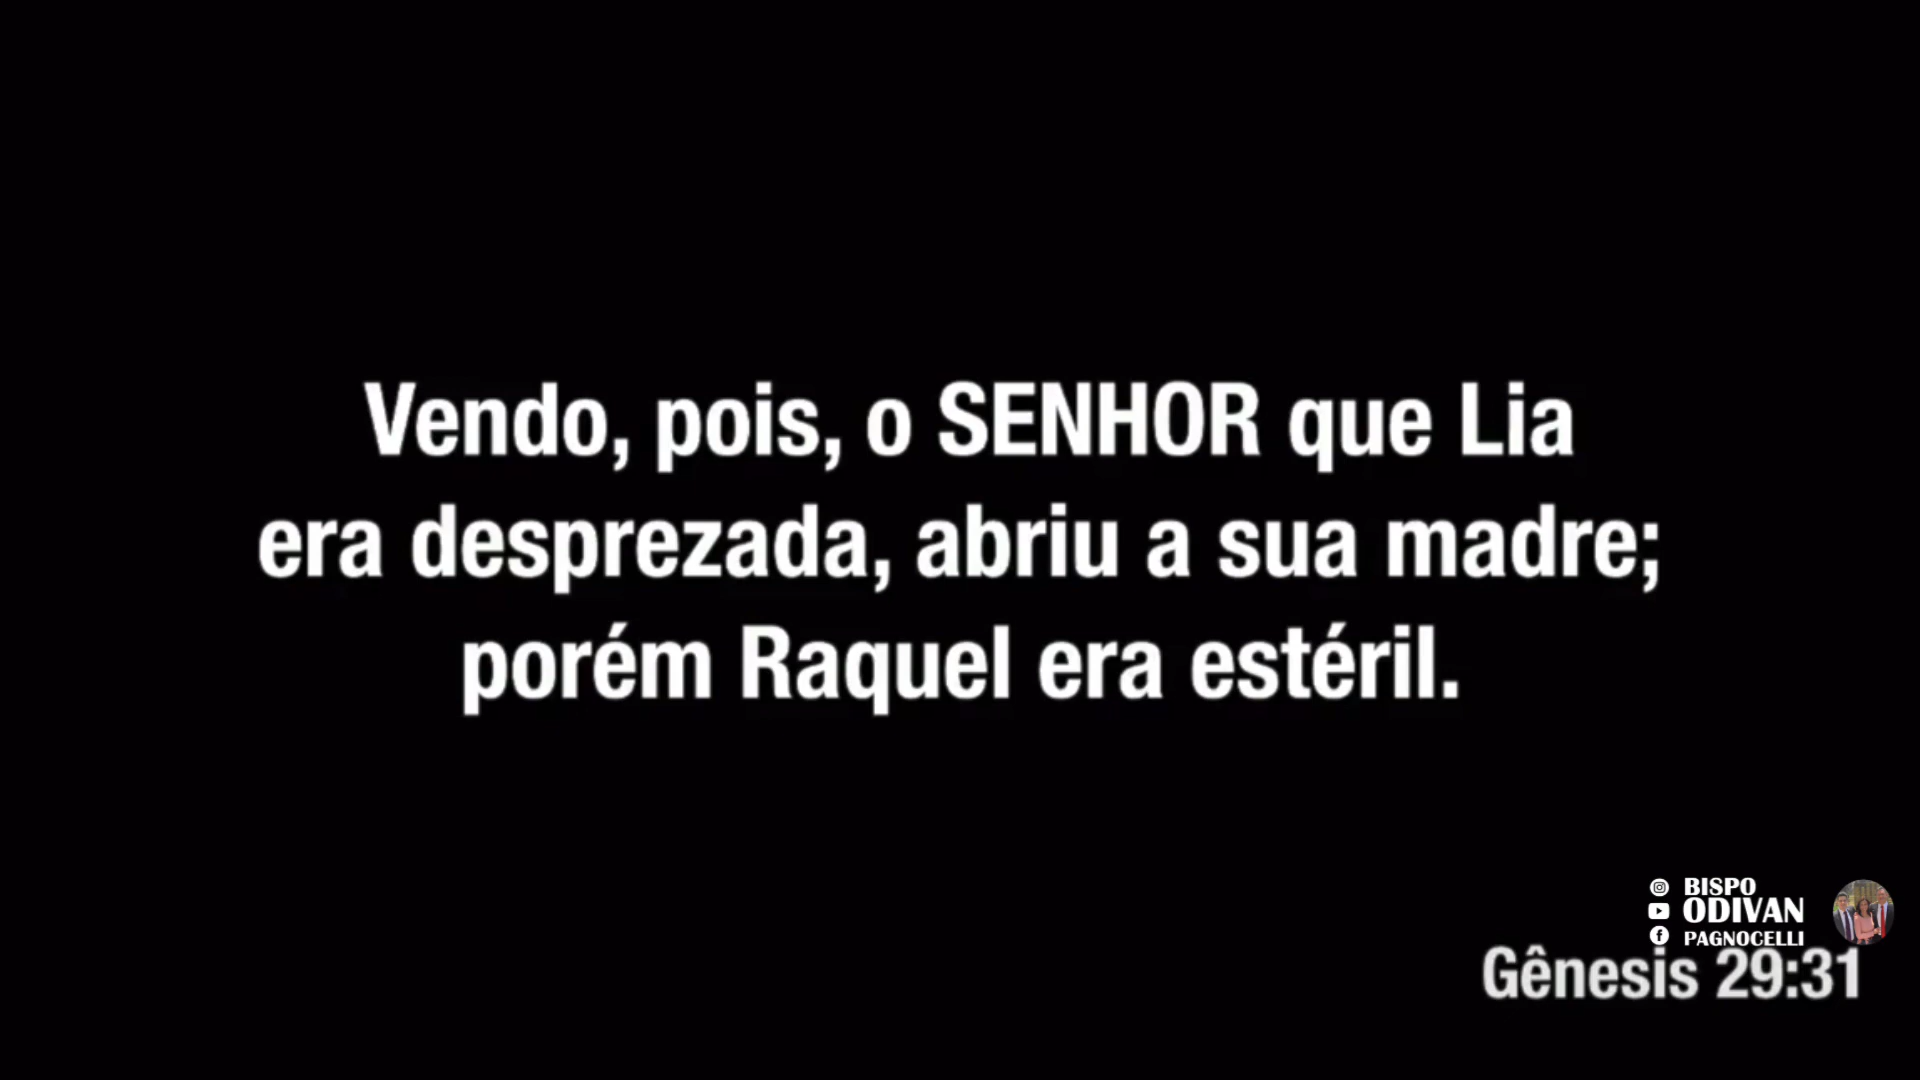 Vendo, pois, o SENHOR que Lia
era desprezada, abriu a sua madre;
porém Raquel era estéril.
BISPO
ODIVAN
PAGNOCELLI
Gênesis 29:31